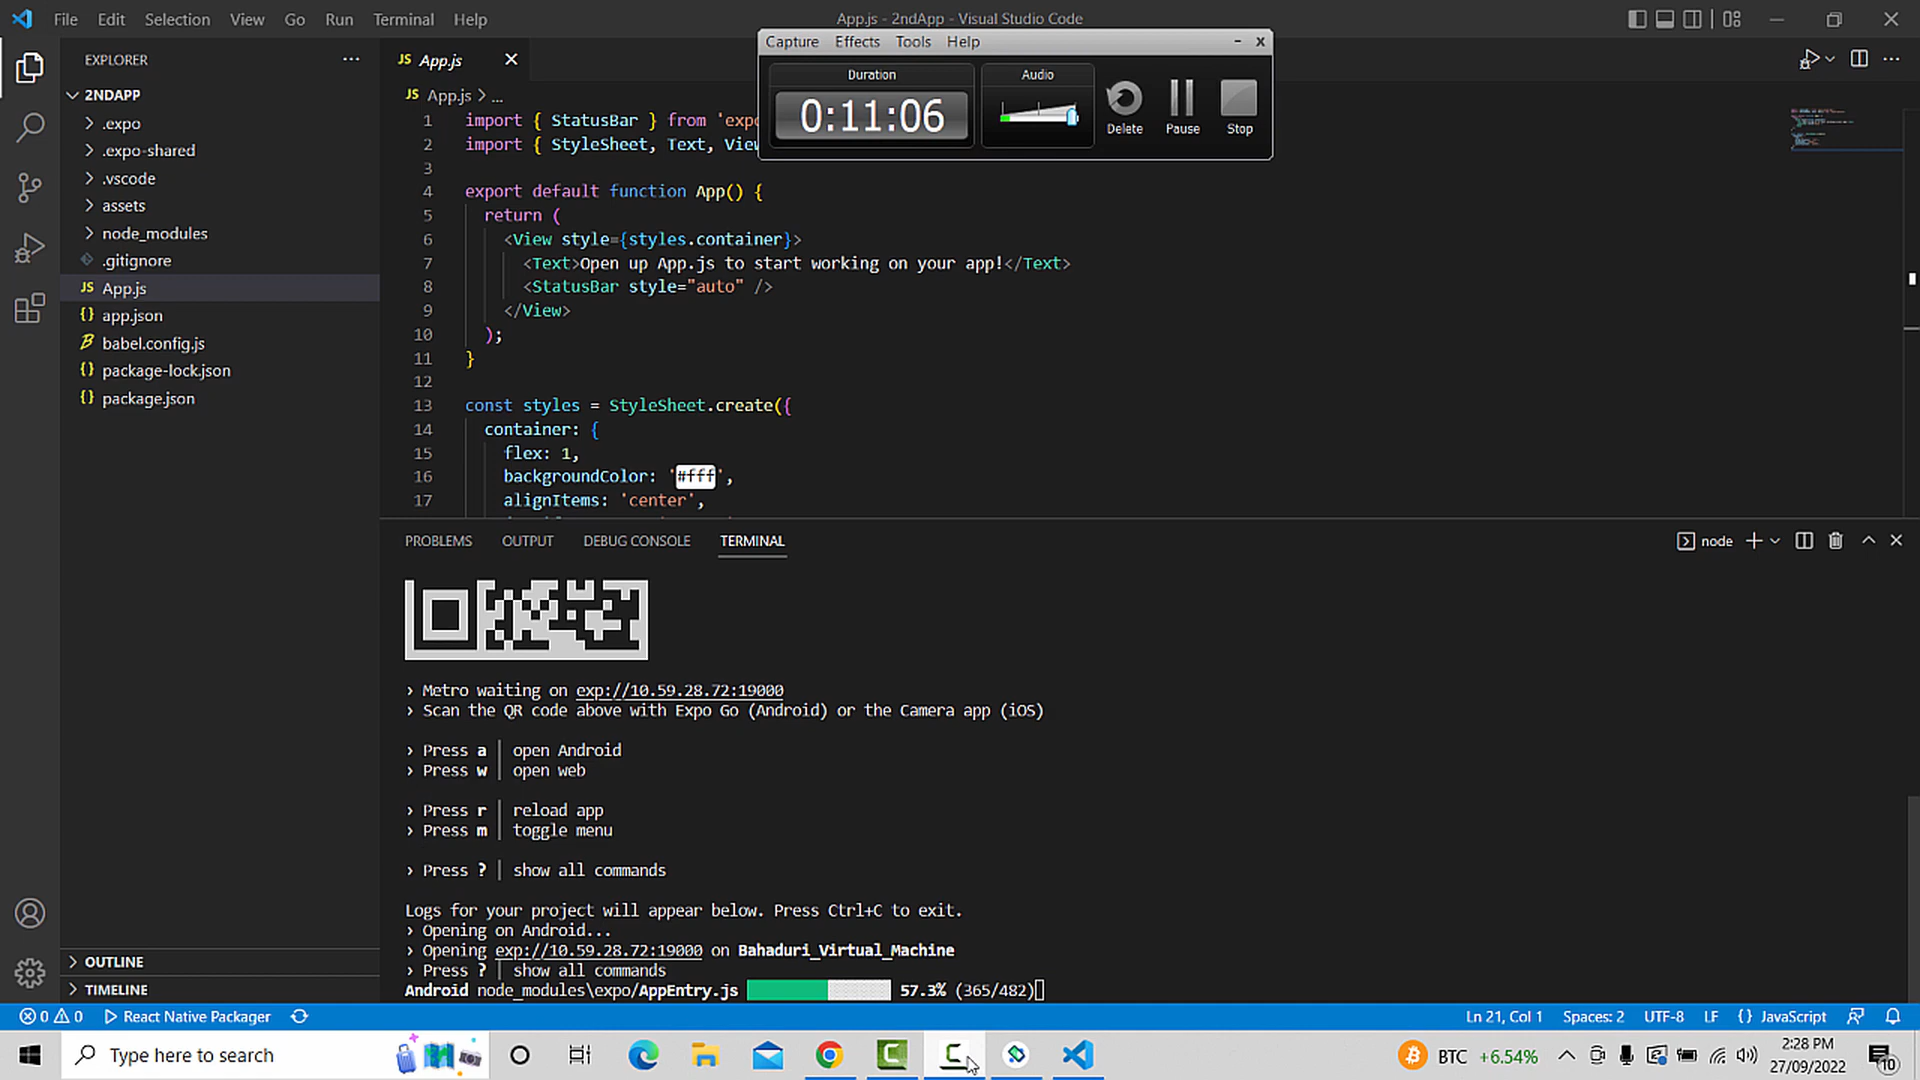 File Edit Selection View Go Run Terminal Help
App.js - 2ndApp - Visual Studio Code
Capture Effects Tools Help
- x
Duration
0:11:06
Audio
Delete Pause Stop
EXPLORER
2NDAPP
.expo
.expo-shared
.vscode
assets
node_modules
.gitignore
JS App.js
{} app.json
babel.config.js
{} package-lock.json
{} package.json
OUTLINE
TIMELINE
JS App.js
JS App.js > ...
1 import { StatusBar } from 'expo
2 import { StyleSheet, Text, View
3
4 export default function App() {
5 return (
6 <View style={styles.container}>
7 <Text>Open up App.js to start working on your app!</Text>
8 <StatusBar style="auto" />
9 </View>
10 );
11 }
12
13 const styles = StyleSheet.create({
14 container: {
15 flex: 1,
16 backgroundColor: '#fff',
17 alignItems: 'center',
PROBLEMS OUTPUT DEBUG CONSOLE TERMINAL
node
› Metro waiting on exp://10.59.28.72:19000
› Scan the QR code above with Expo Go (Android) or the Camera app (iOS)
› Press a │ open Android
› Press w │ open web
› Press r │ reload app
› Press m │ toggle menu
› Press ? │ show all commands
Logs for your project will appear below. Press Ctrl+C to exit.
› Opening on Android...
› Opening exp://10.59.28.72:19000 on Bahaduri_Virtual_Machine
› Press ? │ show all commands
Android node_modules\expo/AppEntry.js 57.3% (365/482)
0 0 React Native Packager
Ln 21, Col 1 Spaces: 2 UTF-8 LF {} JavaScript
Type here to search
BTC +6.54%
2:28 PM
27/09/2022
10